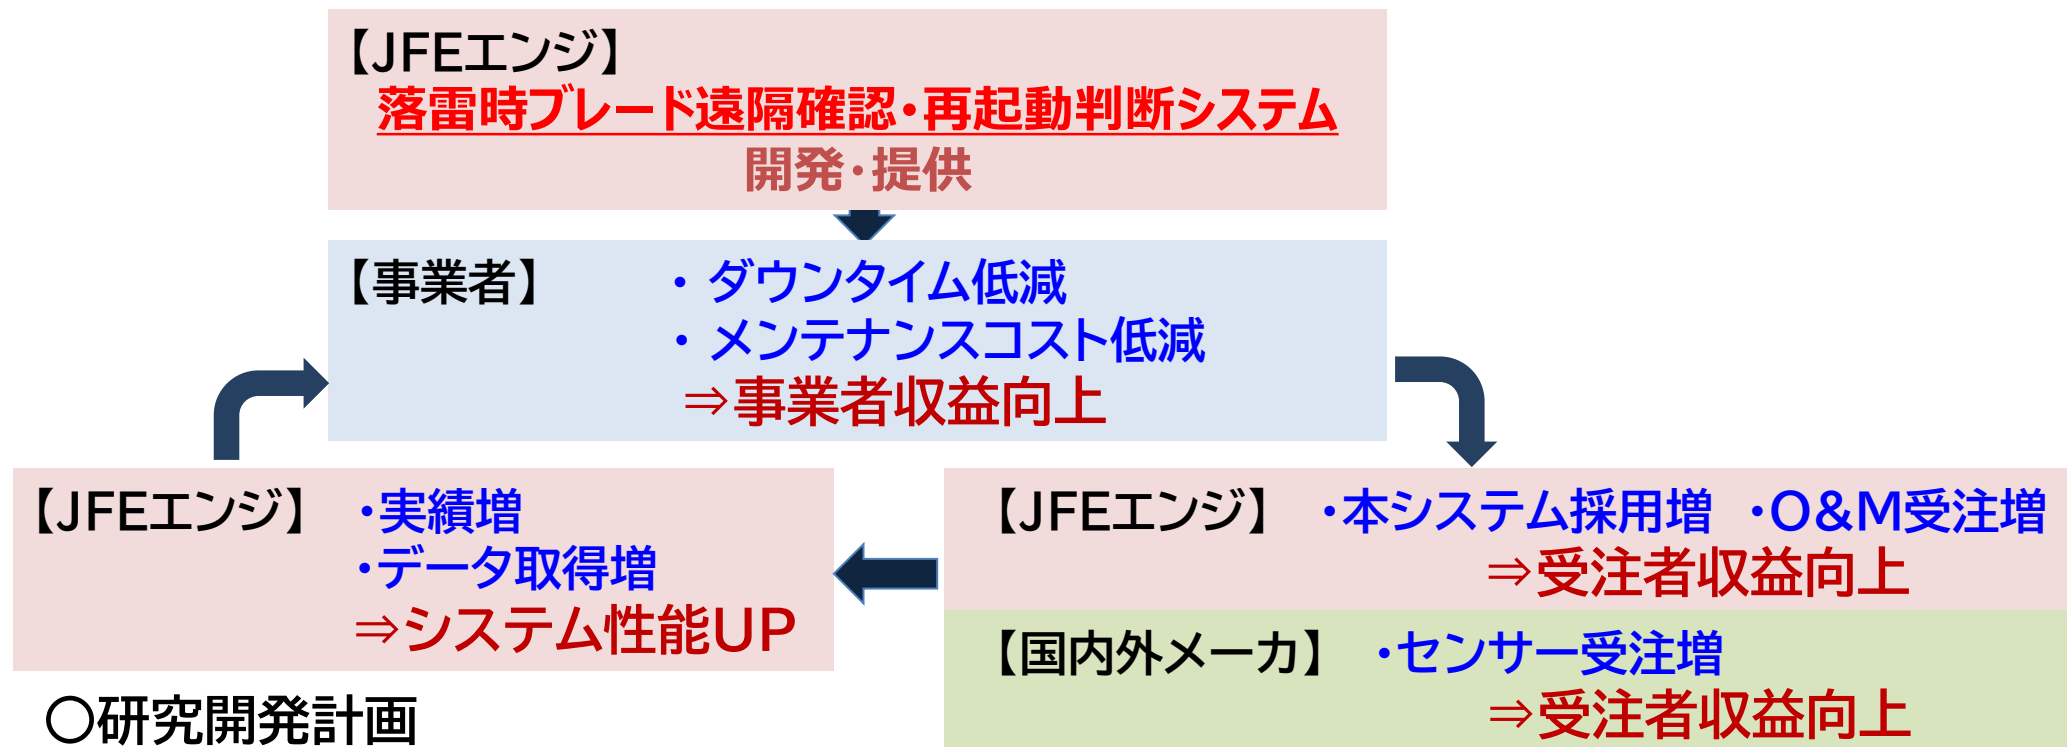 【JFEエンジ】
落雷時ブレード遠隔確認・再起動判断システム
開発・提供
【事業者】 ・ダウンタイム低減
・メンテナンスコスト低減
⇒事業者収益向上
【JFEエンジ】 ・実績増
・データ取得増
⇒システム性能UP
【JFEエンジ】 ・本システム採用増 ・O&M受注増
⇒受注者収益向上
【国内外メーカ】 ・センサー受注増
⇒受注者収益向上
〇研究開発計画